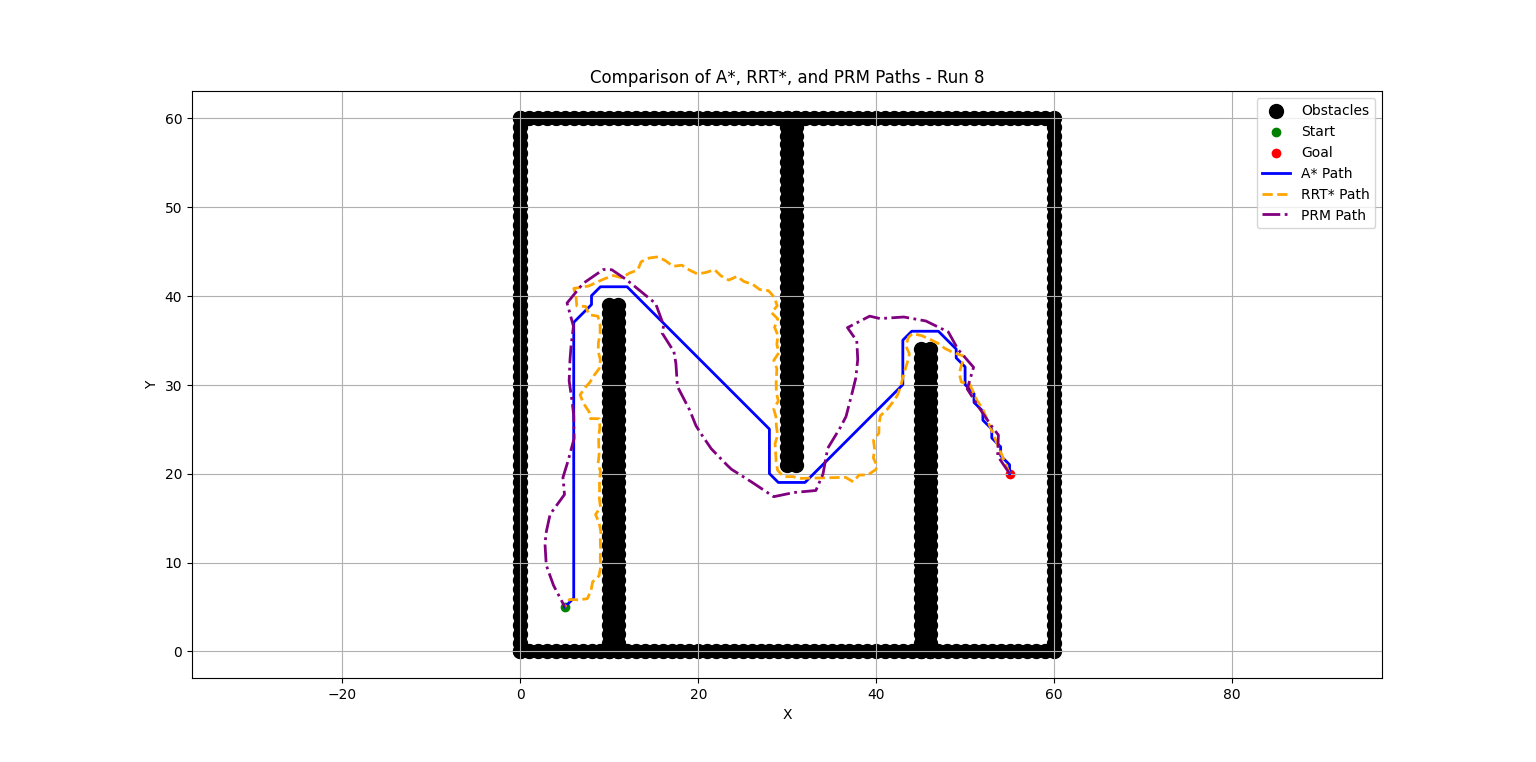 Comparison of A*, RRT*, and PRM Paths - Run 8
Obstacles
Start
Goal
A* Path
RRT* Path
PRM Path
60
50
40
30
20
10
0
Y
−20
0
20
40
60
80
X